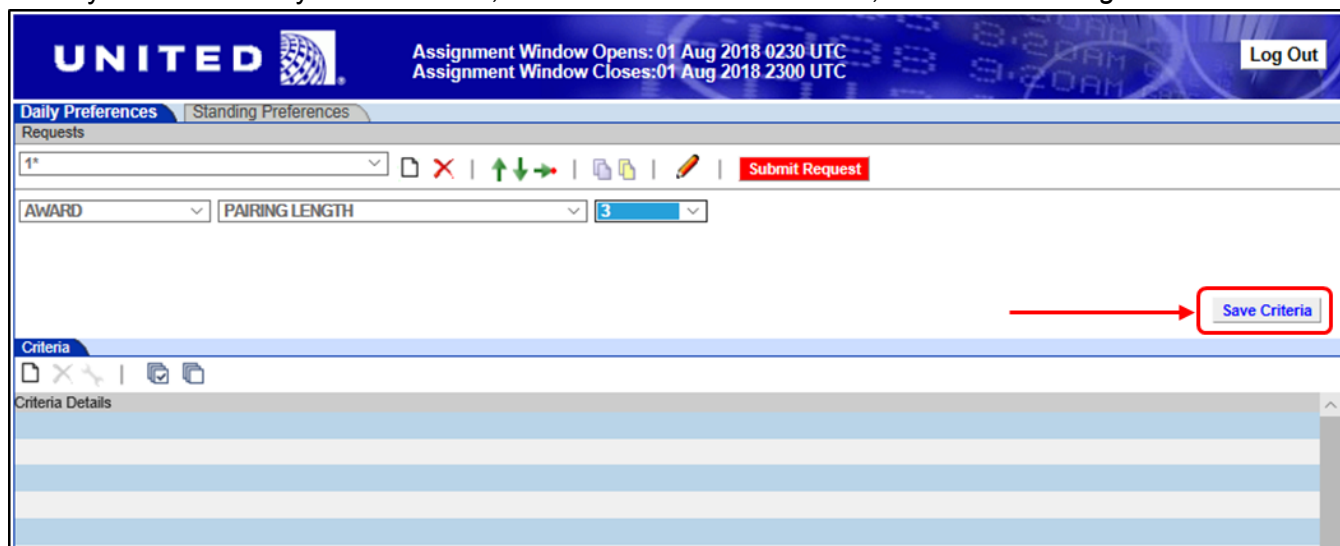 UNITED
Assignment Window Opens: 01 Aug 2018 0230 UTC
Assignment Window Closes:01 Aug 2018 2300 UTC
Log Out
Daily Preferences Standing Preferences
Requests
1* Submit Request
AWARD PAIRING LENGTH 3
Save Criteria
Criteria
Criteria Details